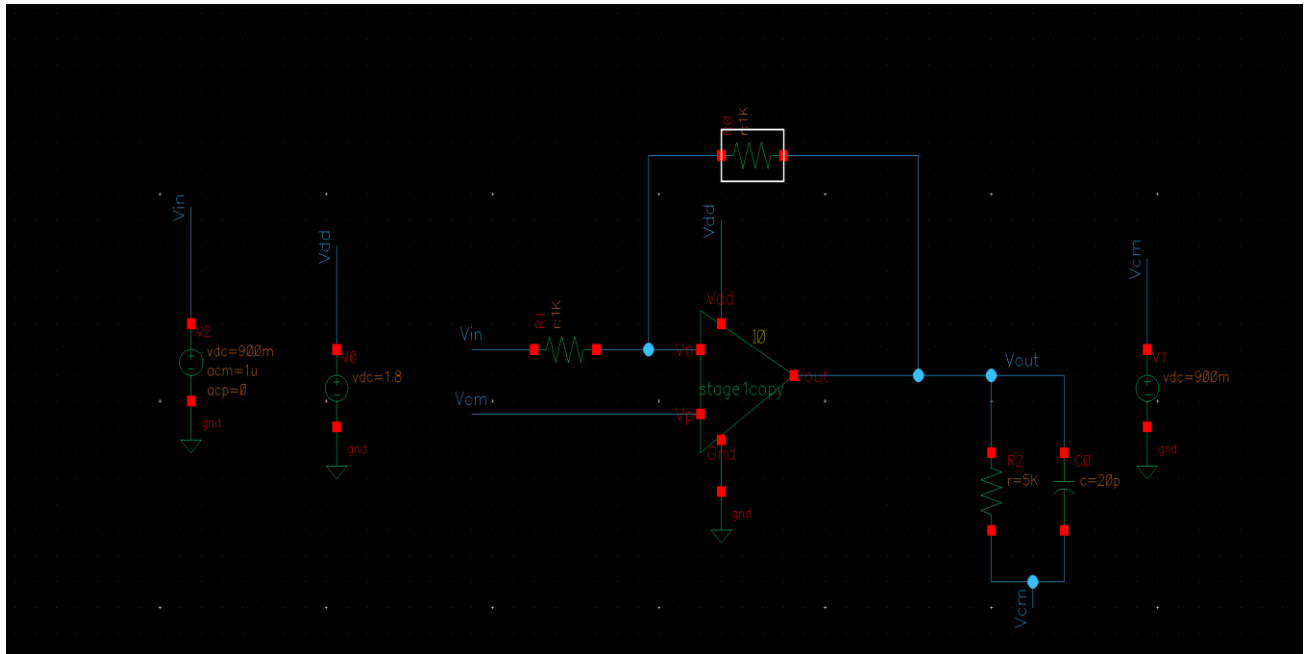 R0
r:1K
Vin
Vdd
Vdd
Vcm
Vdd
I0
R1
r:1K
Vin
Vn
Vout
Vout
stage1copy
V2
vdc=900m
acm=1u
acp=0
V0
vdc=1.8
V1
vdc=900m
Vcm
Vp
Gnd
gnd
gnd
gnd
gnd
R2
r=5K
C0
c=20p
Vcm